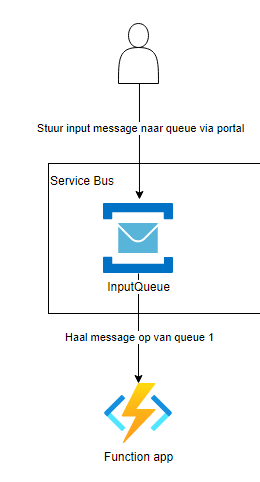 Stuur input message naar queue via portal
Service Bus
InputQueue
Haal message op van queue 1
Function app